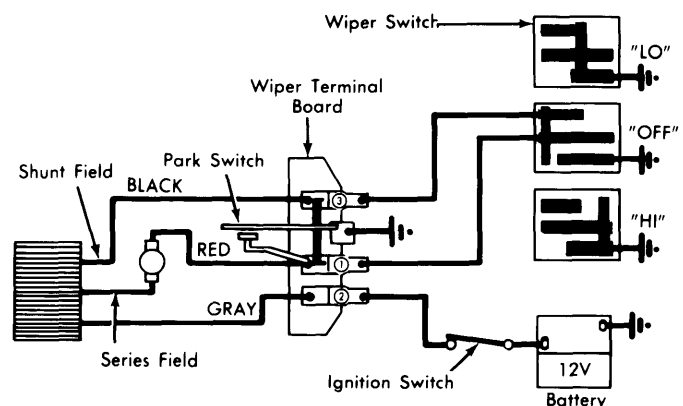 Wiper Switch
"LO"
Wiper Terminal
Board
Park Switch
"OFF"
Shunt Field
BLACK
3
"HI"
RED
1
GRAY
2
Series Field
Ignition Switch
12V
Battery